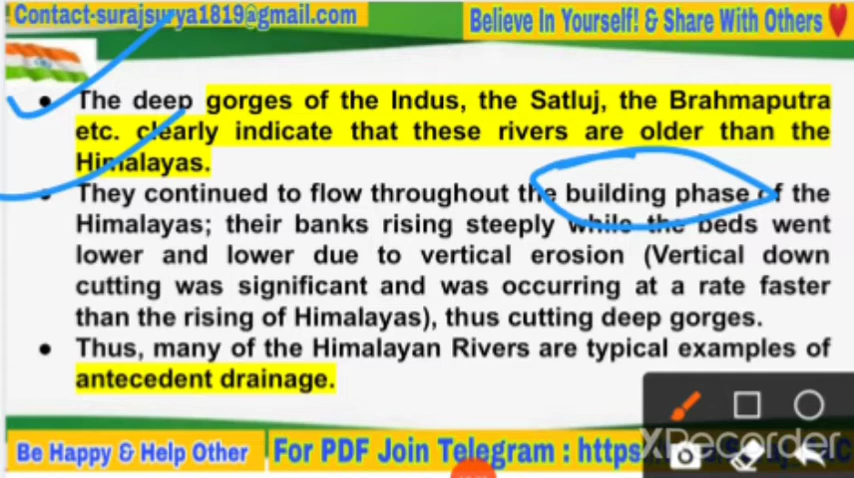 Contact-surajsurya1819@gmail.com
Believe In Yourself! & Share With Others
• The deep gorges of the Indus, the Satluj, the Brahmaputra
etc. clearly indicate that these rivers are older than the
Himalayas.
• They continued to flow throughout the building phase of the
Himalayas; their banks rising steeply while the beds went
lower and lower due to vertical erosion (Vertical down
cutting was significant and was occurring at a rate faster
than the rising of Himalayas), thus cutting deep gorges.
• Thus, many of the Himalayan Rivers are typical examples of
antecedent drainage.
Be Happy & Help Other
For PDF Join Telegram : https
XRecorder